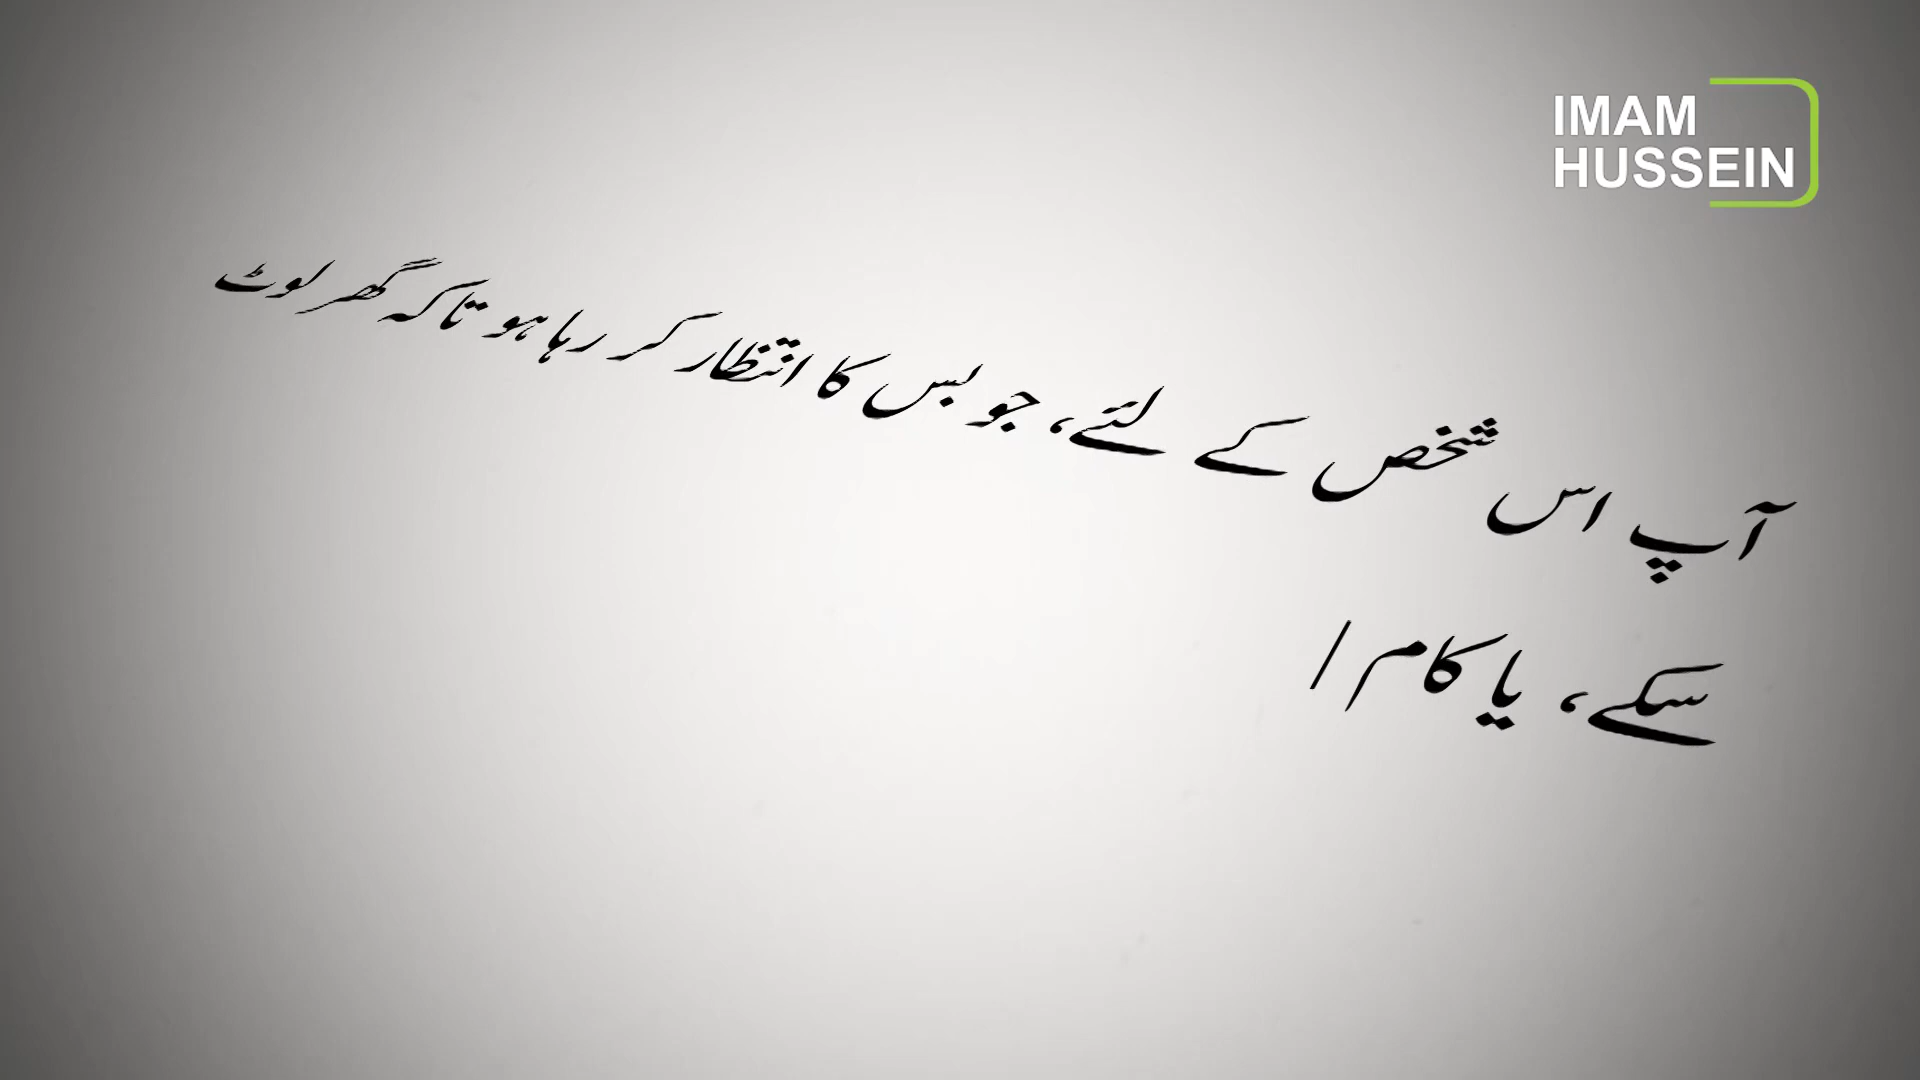 IMAM
HUSSEIN
آپ اس شخص کے لئے، جو بس کا انتظار کر رہا ہو تاکہ گھر لوٹ
سکے، یا کام